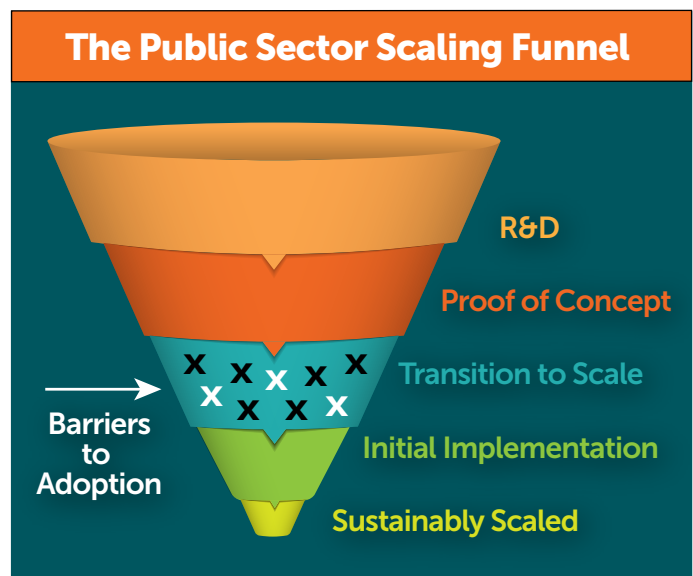 The Public Sector Scaling Funnel
R&D
Proof of Concept
x x x x x
x x x x
Transition to Scale
Barriers
to
Adoption
Initial Implementation
Sustainably Scaled